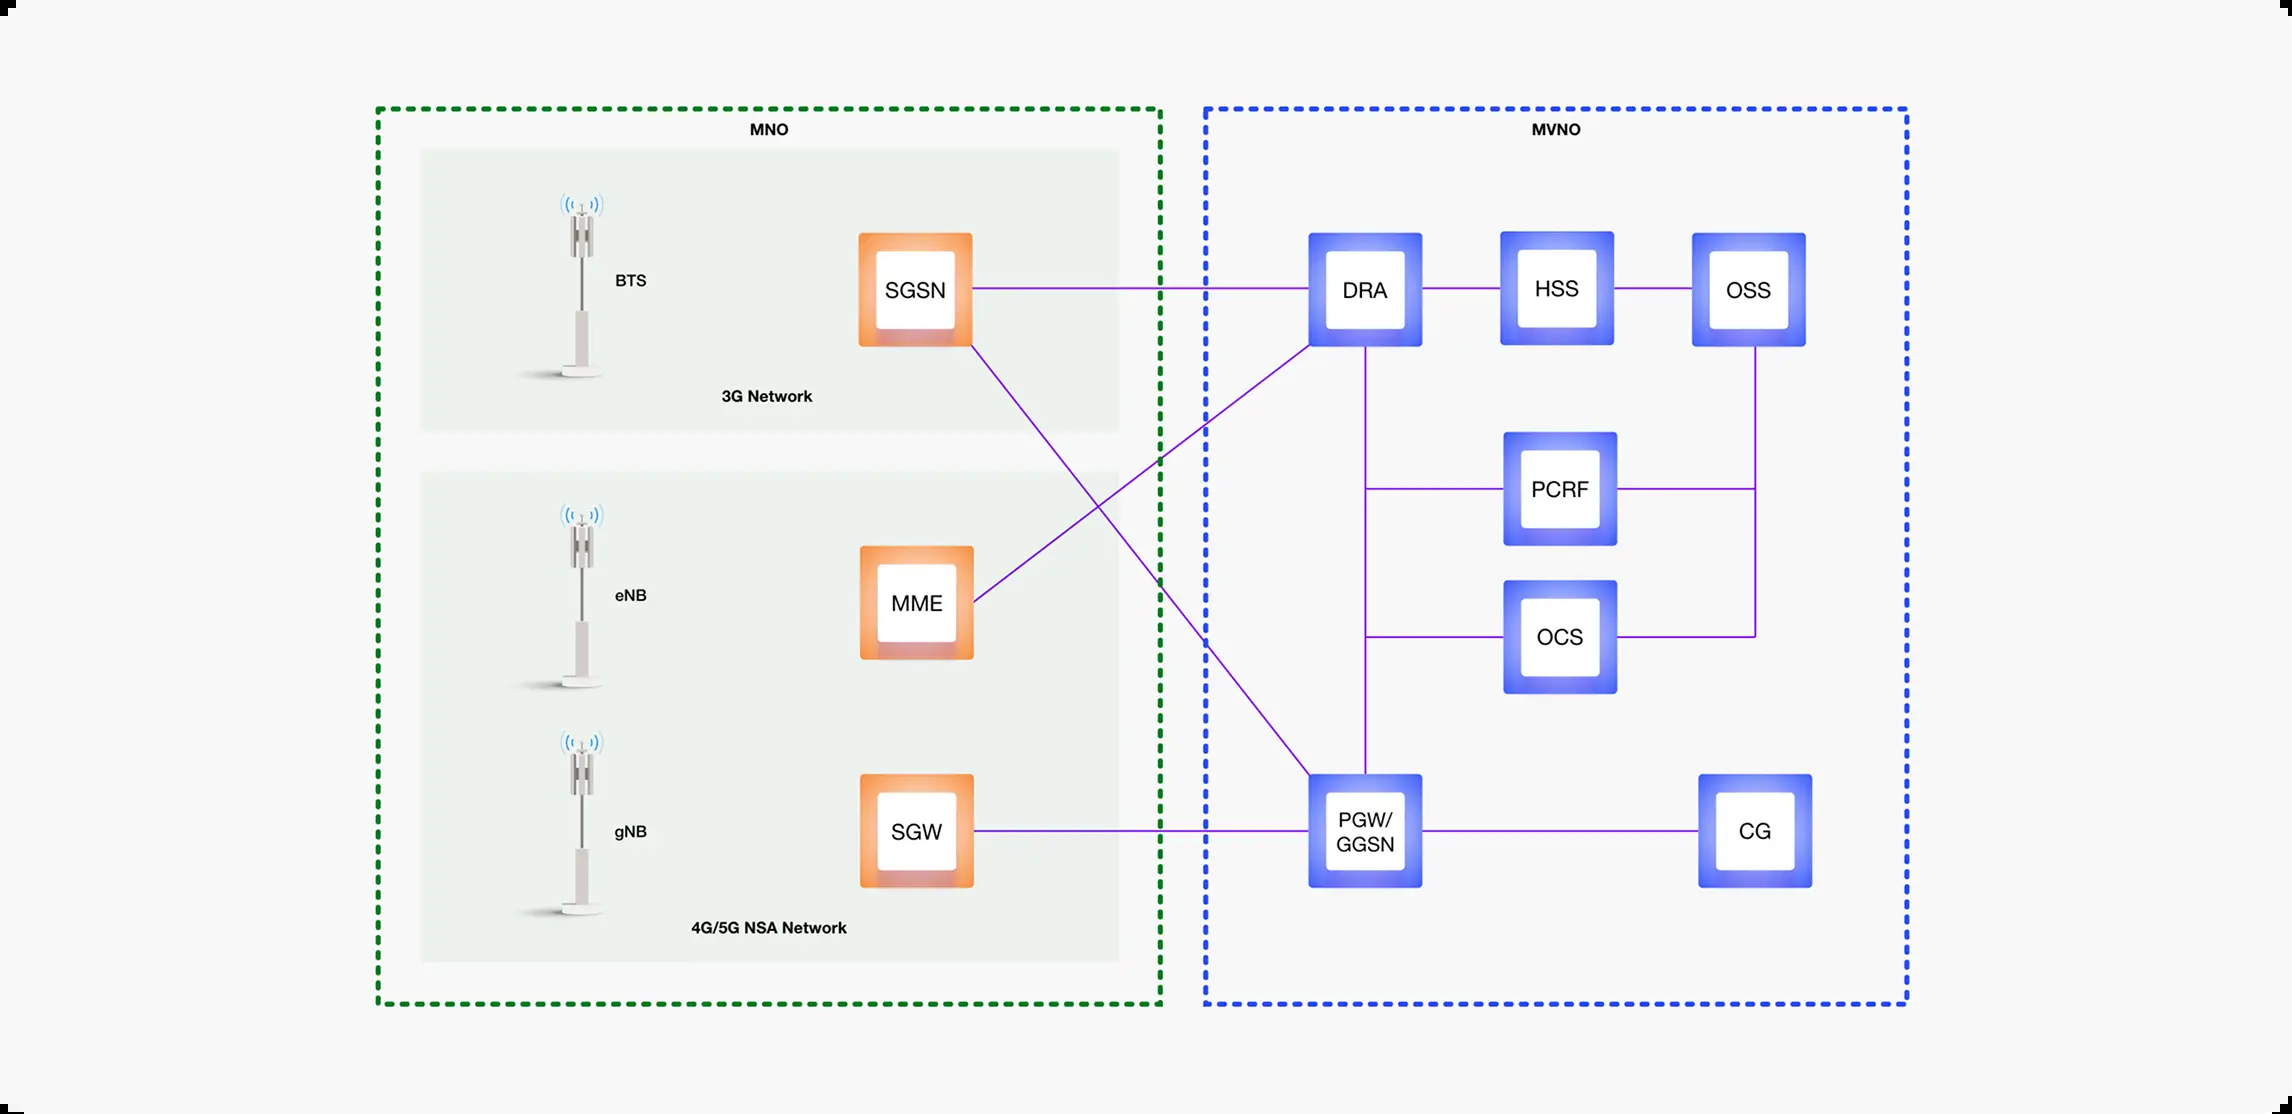 MNO
BTS
SGSN
3G Network
eNB
MME
gNB
SGW
4G/5G NSA Network
MVNO
DRA
HSS
OSS
PCRF
OCS
PGW/
GGSN
CG